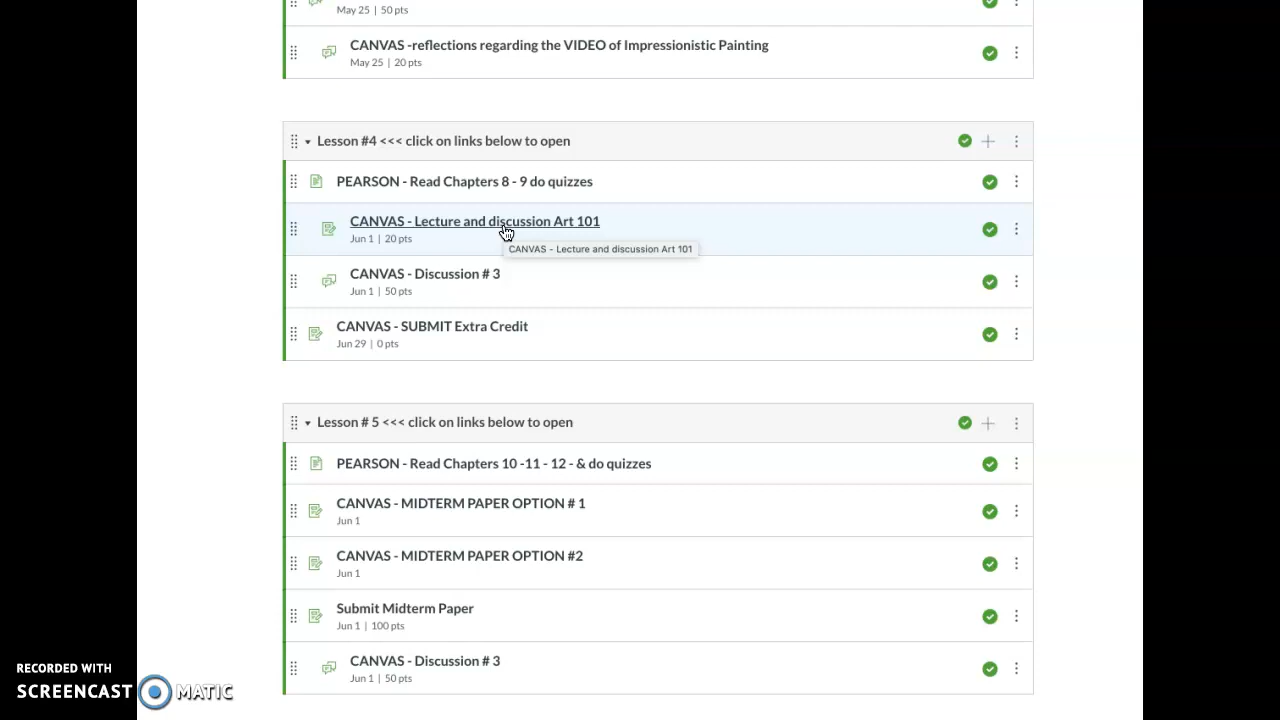 May 25 | 50 pts
CANVAS -reflections regarding the VIDEO of Impressionistic Painting
May 25 | 20 pts
Lesson #4 <<< click on links below to open
PEARSON - Read Chapters 8 - 9 do quizzes
CANVAS - Lecture and discussion Art 101
Jun 1 | 20 pts
CANVAS - Lecture and discussion Art 101
CANVAS - Discussion # 3
Jun 1 | 50 pts
CANVAS - SUBMIT Extra Credit
Jun 29 | 0 pts
Lesson # 5 <<< click on links below to open
PEARSON - Read Chapters 10 -11 - 12 - & do quizzes
CANVAS - MIDTERM PAPER OPTION # 1
Jun 1
CANVAS - MIDTERM PAPER OPTION #2
Jun 1
Submit Midterm Paper
Jun 1 | 100 pts
CANVAS - Discussion # 3
Jun 1 | 50 pts
RECORDED WITH
SCREENCAST MATIC